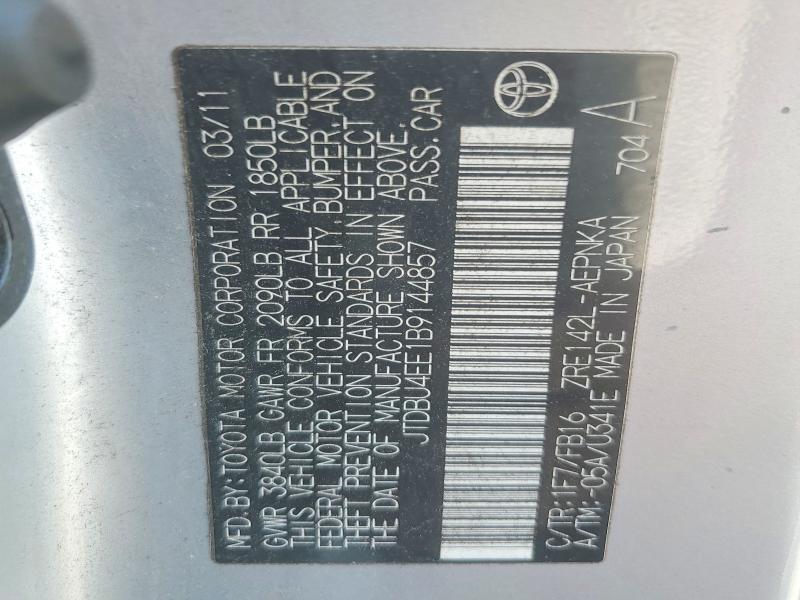 MFD. BY: TOYOTA MOTOR CORPORATION 03/11
GVWR 3840LB GAWR FR 2090LB RR 1850LB
THIS VEHICLE CONFORMS TO ALL APPLICABLE
FEDERAL MOTOR VEHICLE SAFETY, BUMPER, AND
THEFT PREVENTION STANDARDS IN EFFECT ON
THE DATE OF MANUFACTURE SHOWN ABOVE.
JTDBU4EE1B9144857 PASS. CAR
C/TR: 1F7/FB16 ZRE142L-AEPNKA
A/TM: -05A/U341E MADE IN JAPAN 704 A